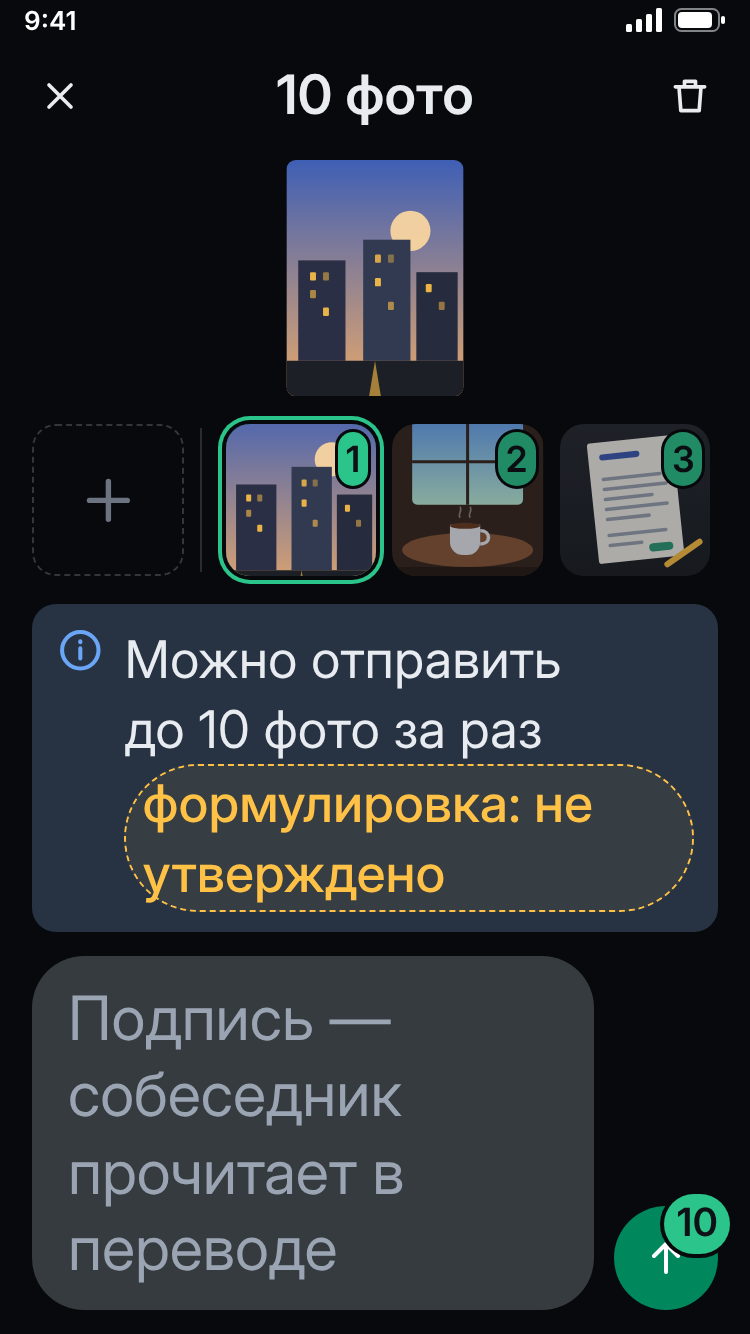 9:41
10 фото
1
2
3
Можно отправить
до 10 фото за раз
формулировка: не
утверждено
Подпись —
собеседник
прочитает в
переводе
10